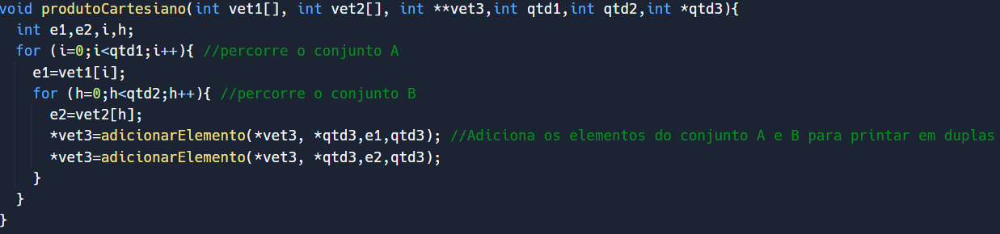 void produtoCartesiano(int vet1[], int vet2[], int **vet3,int qtd1,int qtd2,int *qtd3){
  int e1,e2,i,h;
  for (i=0;i<qtd1;i++){ //percorre o conjunto A
    e1=vet1[i];
    for (h=0;h<qtd2;h++){ //percorre o conjunto B
      e2=vet2[h];
      *vet3=adicionarElemento(*vet3, *qtd3,e1,qtd3); //Adiciona os elementos do conjunto A e B para printar em duplas
      *vet3=adicionarElemento(*vet3, *qtd3,e2,qtd3);
    }
  }
}